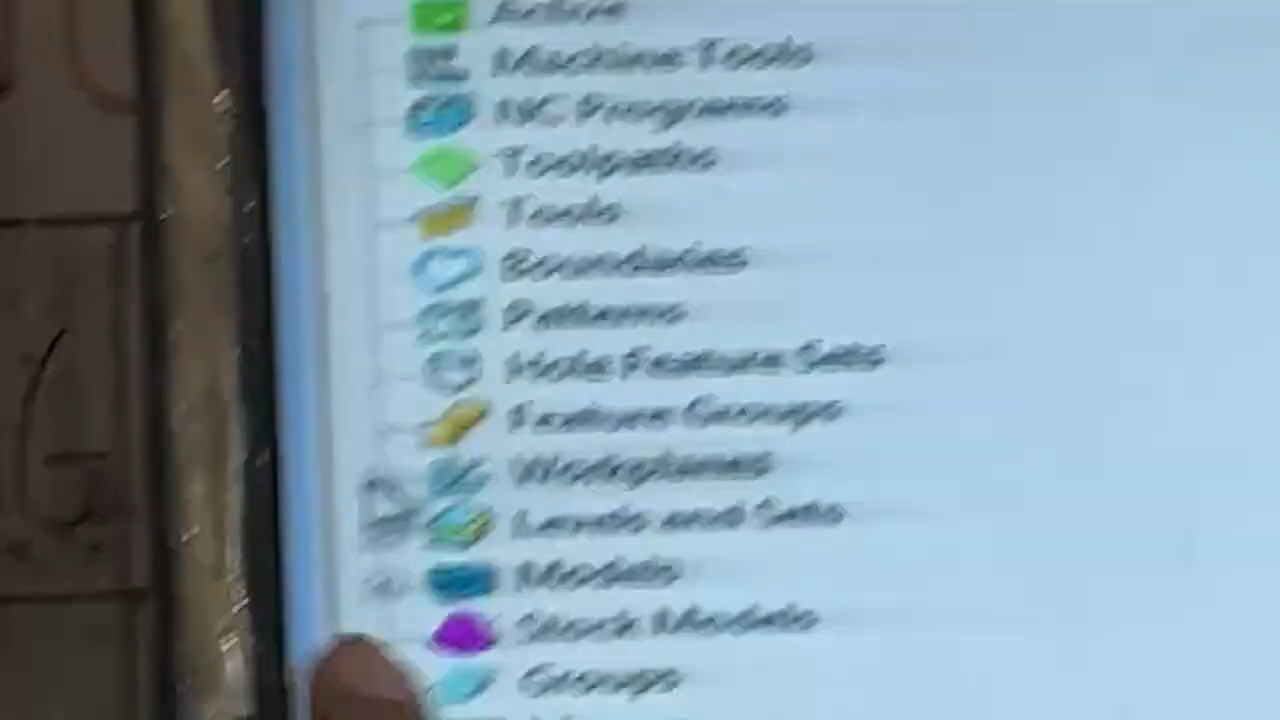 Active
Machine Tools
NC Programs
Toolpaths
Tools
Boundaries
Patterns
Hole Feature Sets
Feature Groups
Workplanes
Levels and Sets
Models
Stock Models
Groups